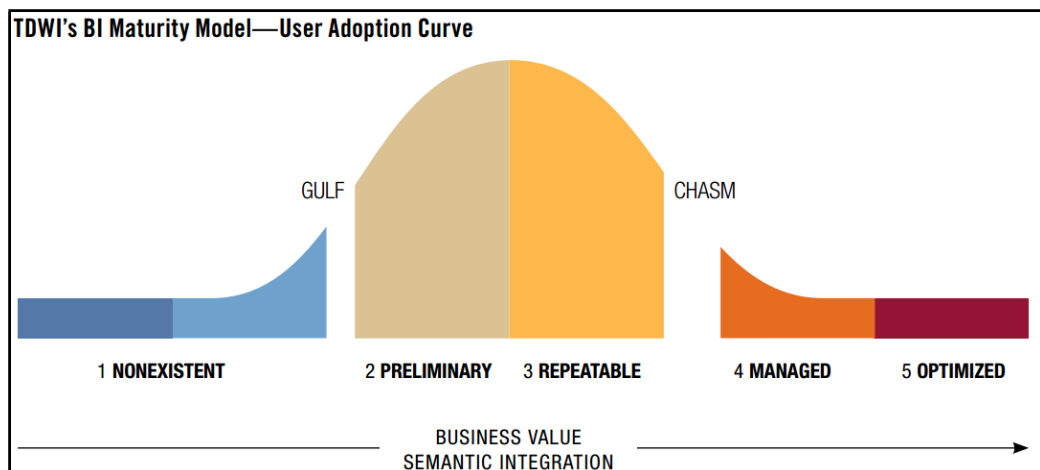 TDWI's BI Maturity Model—User Adoption Curve
GULF
CHASM
1 NONEXISTENT
2 PRELIMINARY
3 REPEATABLE
4 MANAGED
5 OPTIMIZED
BUSINESS VALUE
SEMANTIC INTEGRATION